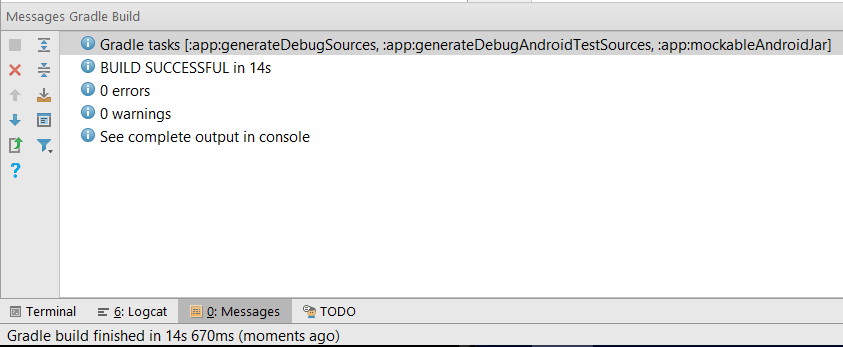 Messages Gradle Build
Gradle tasks [:app:generateDebugSources, :app:generateDebugAndroidTestSources, :app:mockableAndroidJar]
BUILD SUCCESSFUL in 14s
0 errors
0 warnings
See complete output in console
Terminal 6: Logcat 0: Messages TODO
Gradle build finished in 14s 670ms (moments ago)